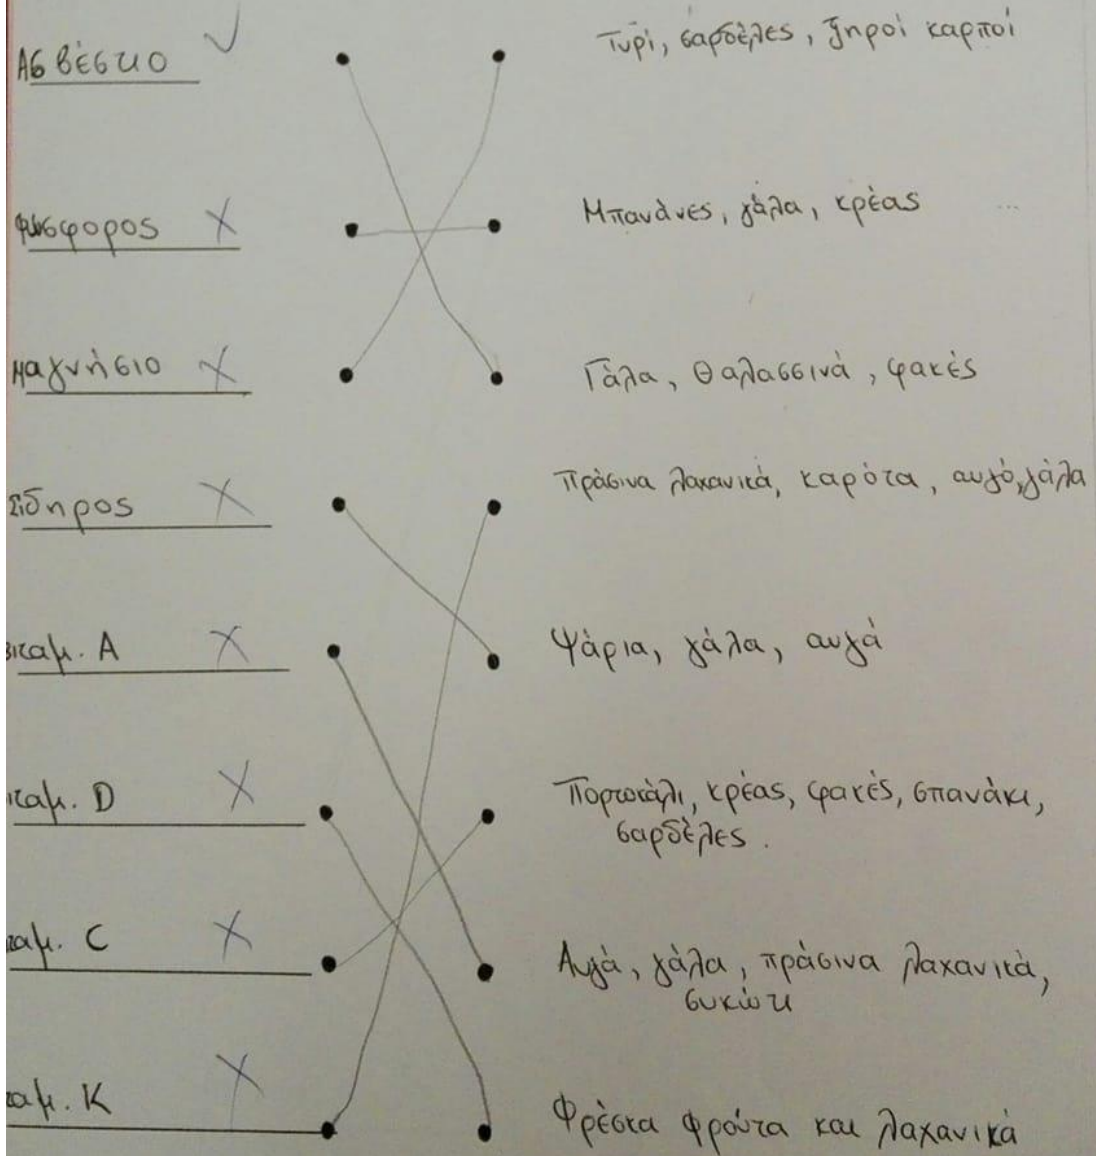 Ασβέστιο ✓ Τυρί, σαρδέλες, ξηροί καρποί
Φώσφορος X Μπανάνες, γάλα, κρέας
Μαγνήσιο X Γάλα, Θαλασσινά, φακές
Σίδηρος X Πράσινα λαχανικά, καρότα, αυγό, γάλα
Βιταμ. A X Ψάρια, γάλα, αυγά
ιταμ. D X Πορτοκάλι, κρέας, φακές, σπανάκι,
σαρδέλες.
ταμ. C X Αυγά, γάλα, πράσινα λαχανικά,
συκώτι
ταμ. K X Φρέσκα φρούτα και λαχανικά